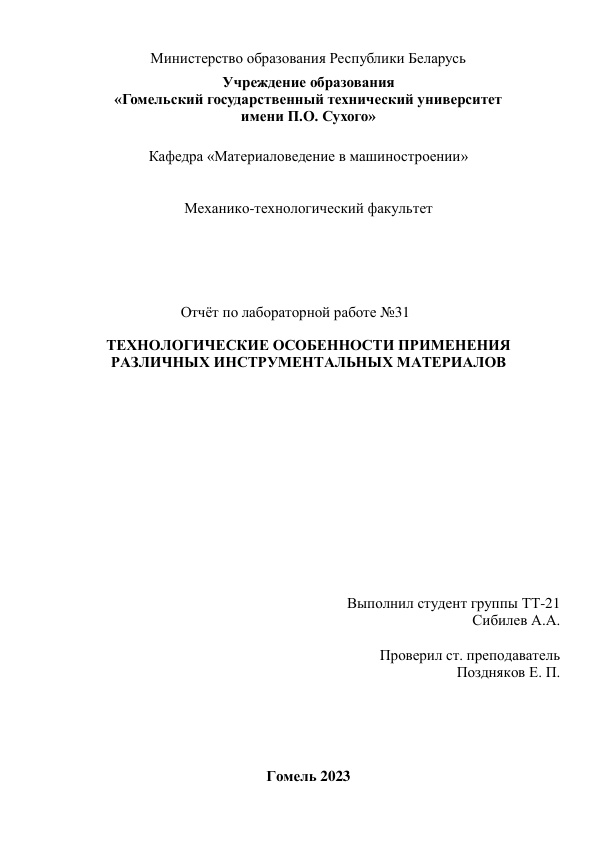 Министерство образования Республики Беларусь
Учреждение образования
«Гомельский государственный технический университет
имени П.О. Сухого»
Кафедра «Материаловедение в машиностроении»
Механико-технологический факультет
Отчёт по лабораторной работе №31
ТЕХНОЛОГИЧЕСКИЕ ОСОБЕННОСТИ ПРИМЕНЕНИЯ
РАЗЛИЧНЫХ ИНСТРУМЕНТАЛЬНЫХ МАТЕРИАЛОВ
Выполнил студент группы ТТ-21
Сибилев А.А.
Проверил ст. преподаватель
Поздняков Е. П.
Гомель 2023